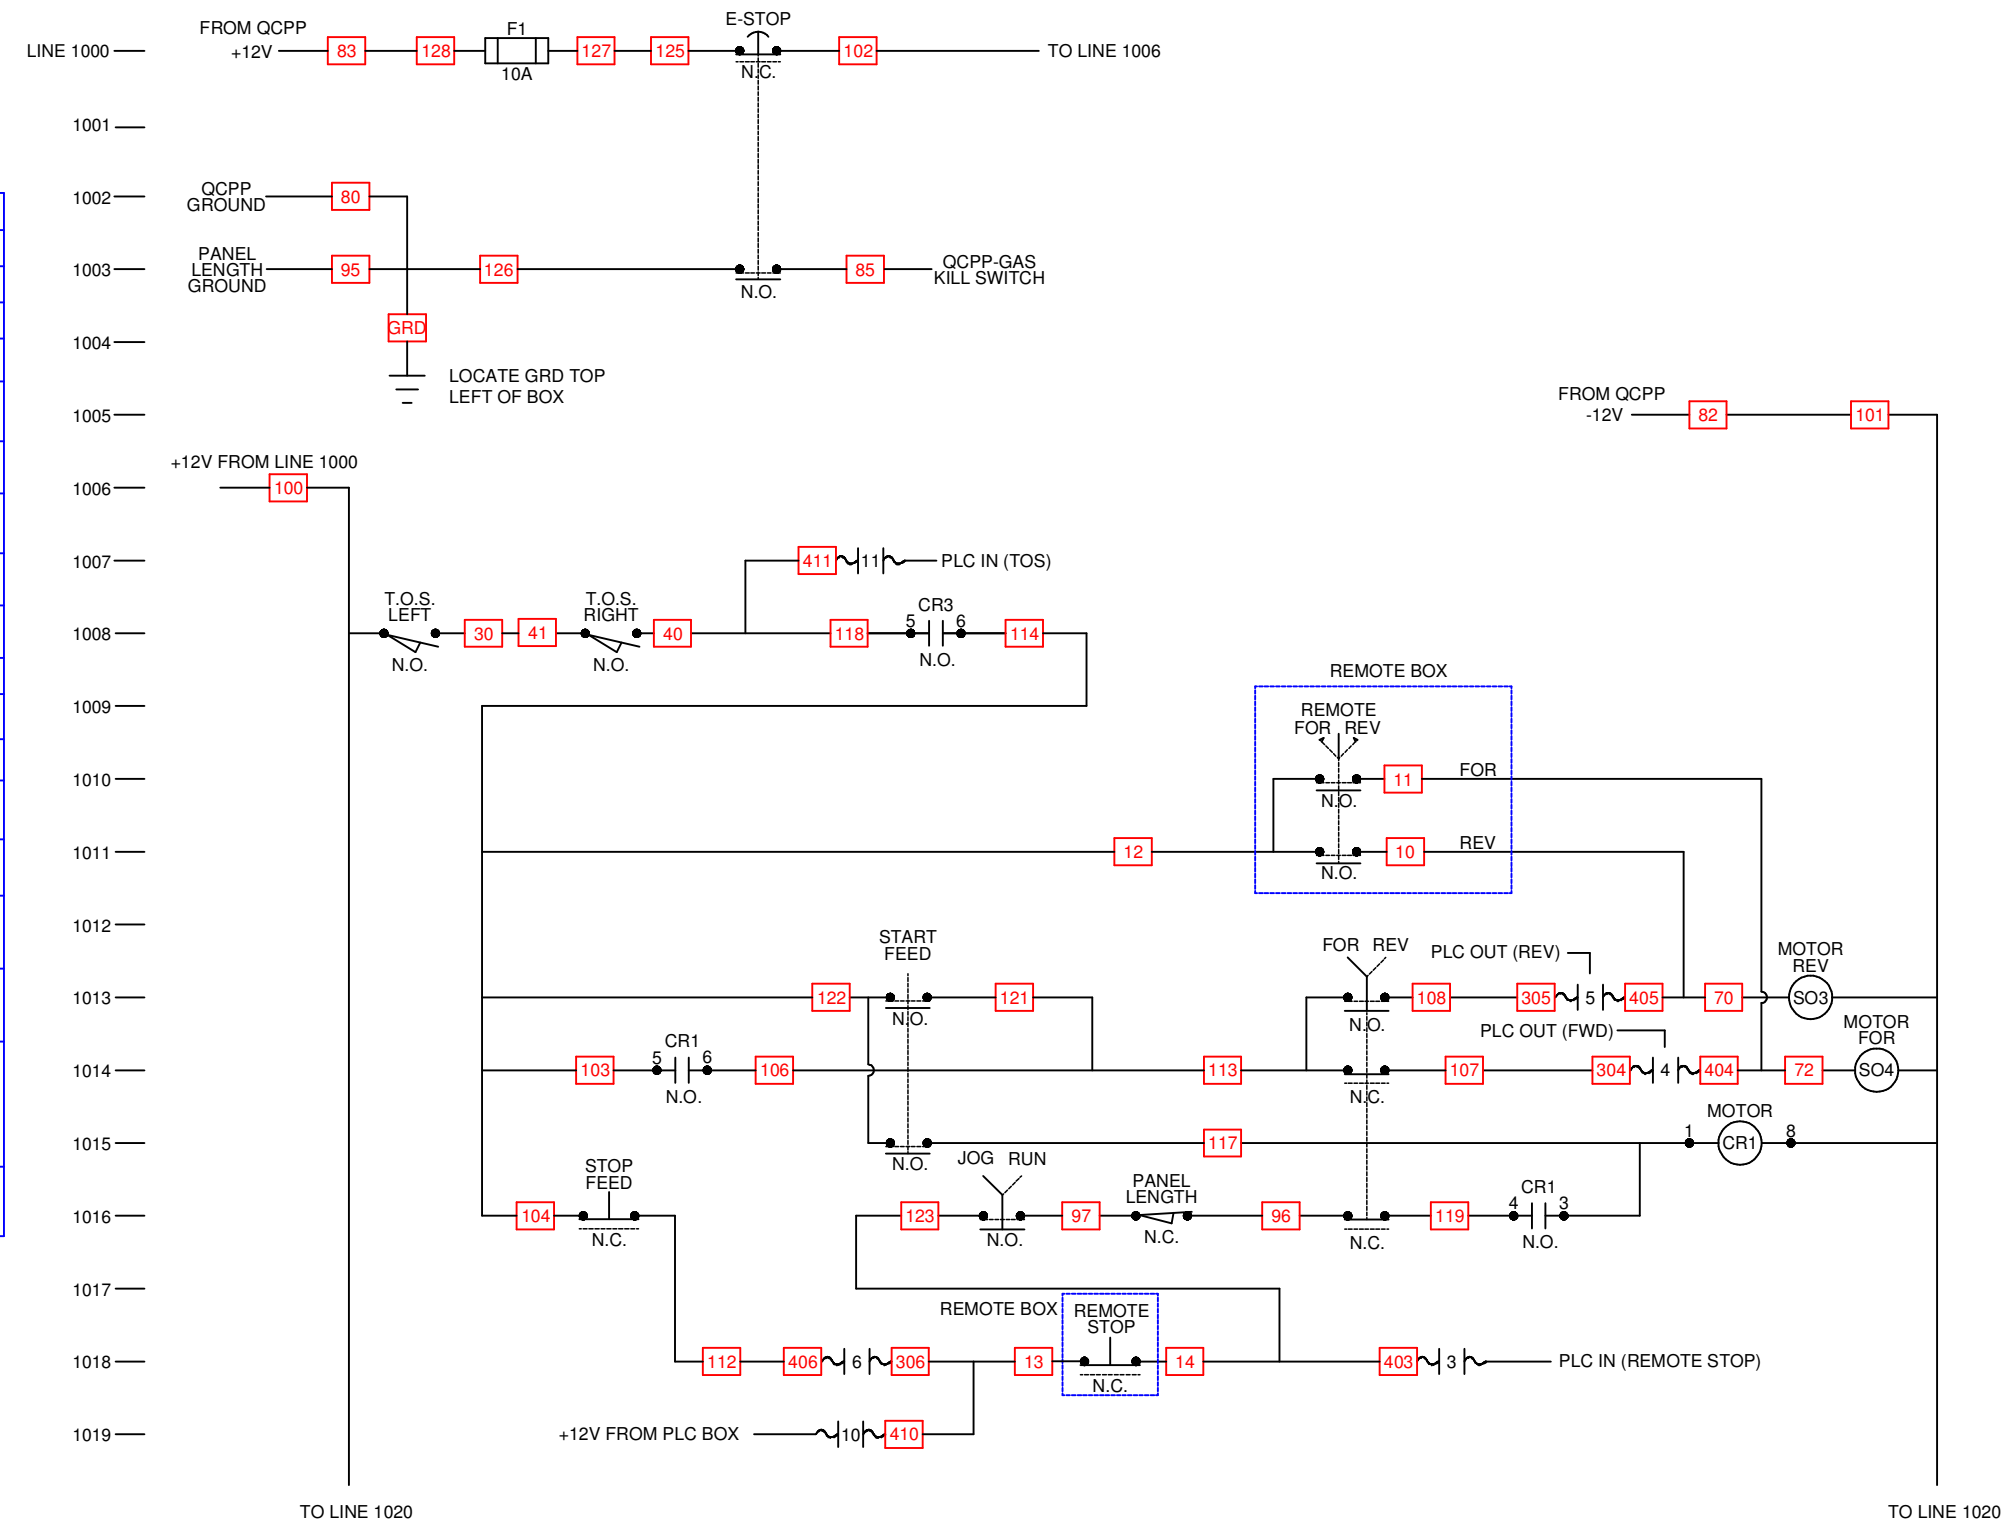 FROM QCPP
LINE 1000
+12V
83
128
F1
10A
127
125
E-STOP
N.C.
102
TO LINE 1006
1001
1002
QCPP
GROUND
80
1003
PANEL
LENGTH
GROUND
95
126
N.O.
85
QCPP-GAS
KILL SWITCH
GRD
1004
LOCATE GRD TOP
LEFT OF BOX
1005
FROM QCPP
-12V
82
101
+12V FROM LINE 1000
1006
100
1007
411
11
PLC IN (TOS)
1008
T.O.S.
LEFT
N.O.
30
41
T.O.S.
RIGHT
N.O.
40
118
CR3
5
6
N.O.
114
1009
REMOTE BOX
REMOTE
FOR REV
1010
N.O.
11
FOR
1011
12
N.O.
10
REV
1012
START
FEED
FOR REV
PLC OUT (REV)
MOTOR
REV
1013
122
N.O.
121
N.O.
108
305
5
405
70
SO3
PLC OUT (FWD)
MOTOR
FOR
1014
103
CR1
5
6
N.O.
106
113
N.C.
107
304
4
404
72
SO4
1015
N.O.
117
MOTOR
1
CR1
8
1016
104
STOP
FEED
N.C.
123
JOG RUN
N.O.
97
PANEL
LENGTH
N.C.
96
N.C.
119
CR1
4
3
N.O.
1017
REMOTE BOX
REMOTE
STOP
1018
112
406
6
306
13
N.C.
14
403
3
PLC IN (REMOTE STOP)
1019
+12V FROM PLC BOX
10
410
TO LINE 1020
TO LINE 1020